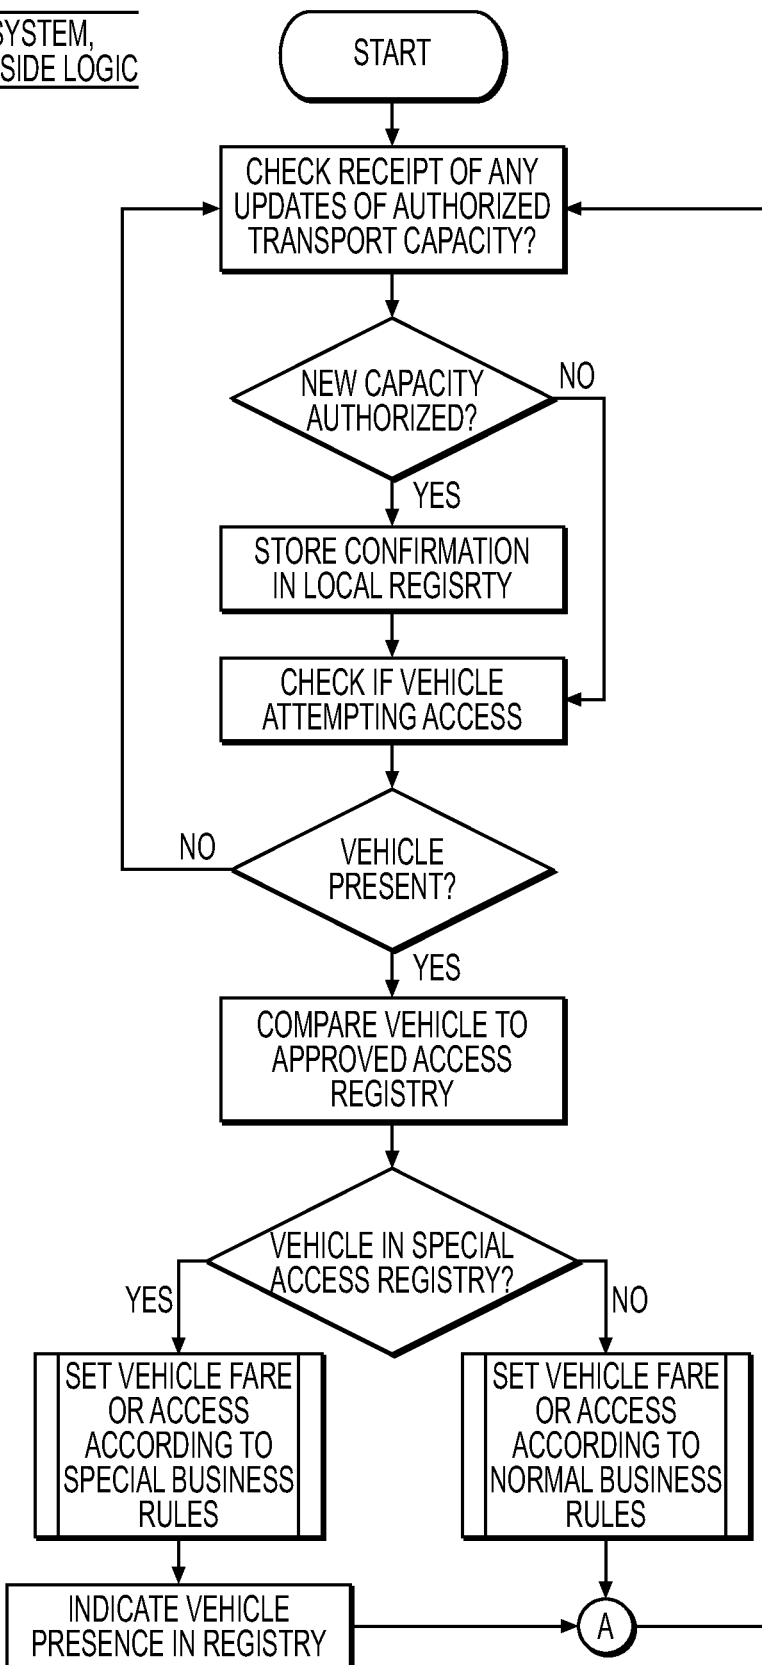 SYSTEM,
SIDE LOGIC
START
CHECK RECEIPT OF ANY
UPDATES OF AUTHORIZED
TRANSPORT CAPACITY?
NEW CAPACITY
AUTHORIZED?
NO
YES
STORE CONFIRMATION
IN LOCAL REGISRTY
CHECK IF VEHICLE
ATTEMPTING ACCESS
NO
VEHICLE
PRESENT?
YES
COMPARE VEHICLE TO
APPROVED ACCESS
REGISTRY
VEHICLE IN SPECIAL
ACCESS REGISTRY?
YES
NO
SET VEHICLE FARE
OR ACCESS
ACCORDING TO
SPECIAL BUSINESS
RULES
SET VEHICLE FARE
OR ACCESS
ACCORDING TO
NORMAL BUSINESS
RULES
INDICATE VEHICLE
PRESENCE IN REGISTRY
A